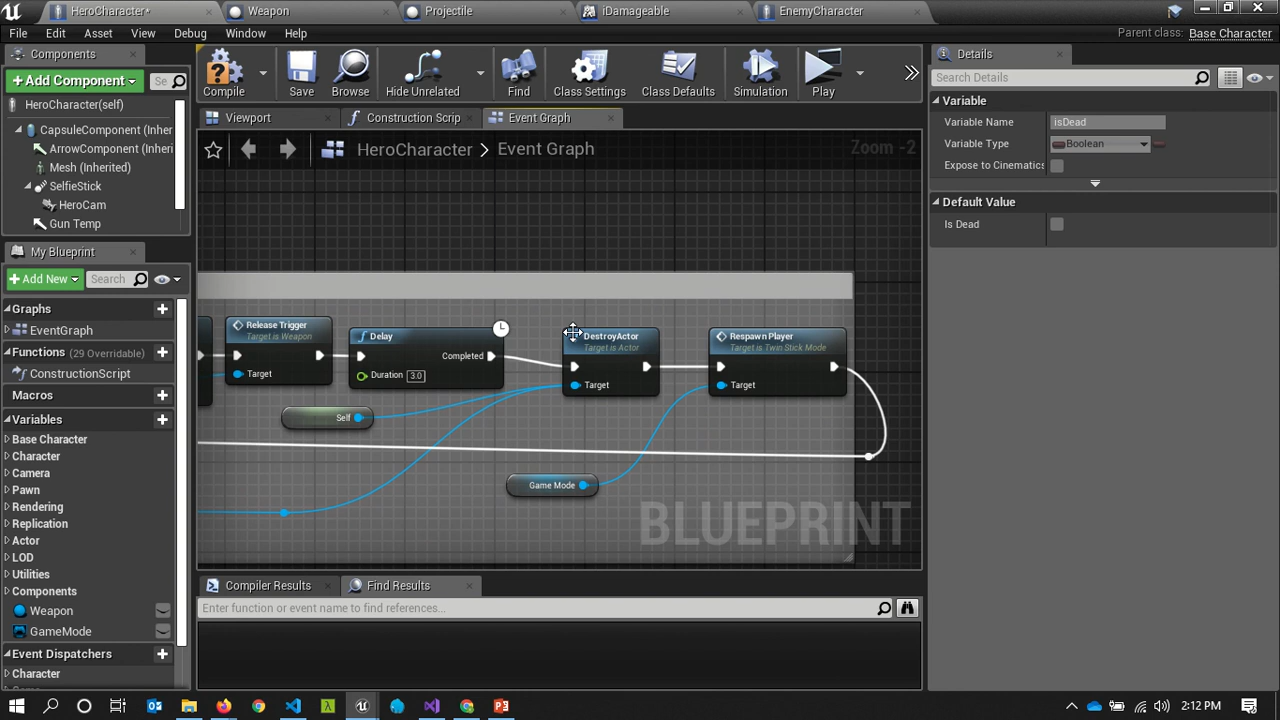 HeroCharacter*
Weapon
Projectile
iDamageable
EnemyCharacter
File Edit Asset View Debug Window Help
Parent class: Base Character
Components
+Add Component
Se
HeroCharacter(self)
CapsuleComponent (Inher
ArrowComponent (Inheri
Mesh (Inherited)
SelfieStick
HeroCam
Gun Temp
My Blueprint
+Add New
Search
Graphs
EventGraph
Functions (29 Overridable)
ConstructionScript
Macros
Variables
Base Character
Character
Camera
Pawn
Rendering
Replication
Actor
LOD
Utilities
Components
Weapon
GameMode
Event Dispatchers
Character
Compile
Save
Browse
Hide Unrelated
Find
Class Settings
Class Defaults
Simulation
Play
Viewport
Construction Scrip
Event Graph
HeroCharacter > Event Graph
Zoom -2
Release Trigger
Target is Weapon
Target
Delay
Completed
Duration 3.0
DestroyActor
Target is Actor
Target
Respawn Player
Target is Twin Stick Mode
Target
Self
Game Mode
BLUEPRINT
Compiler Results
Find Results
Enter function or event name to find references...
Details
Search Details
Variable
Variable Name isDead
Variable Type Boolean
Expose to Cinematics
Default Value
Is Dead
2:12 PM